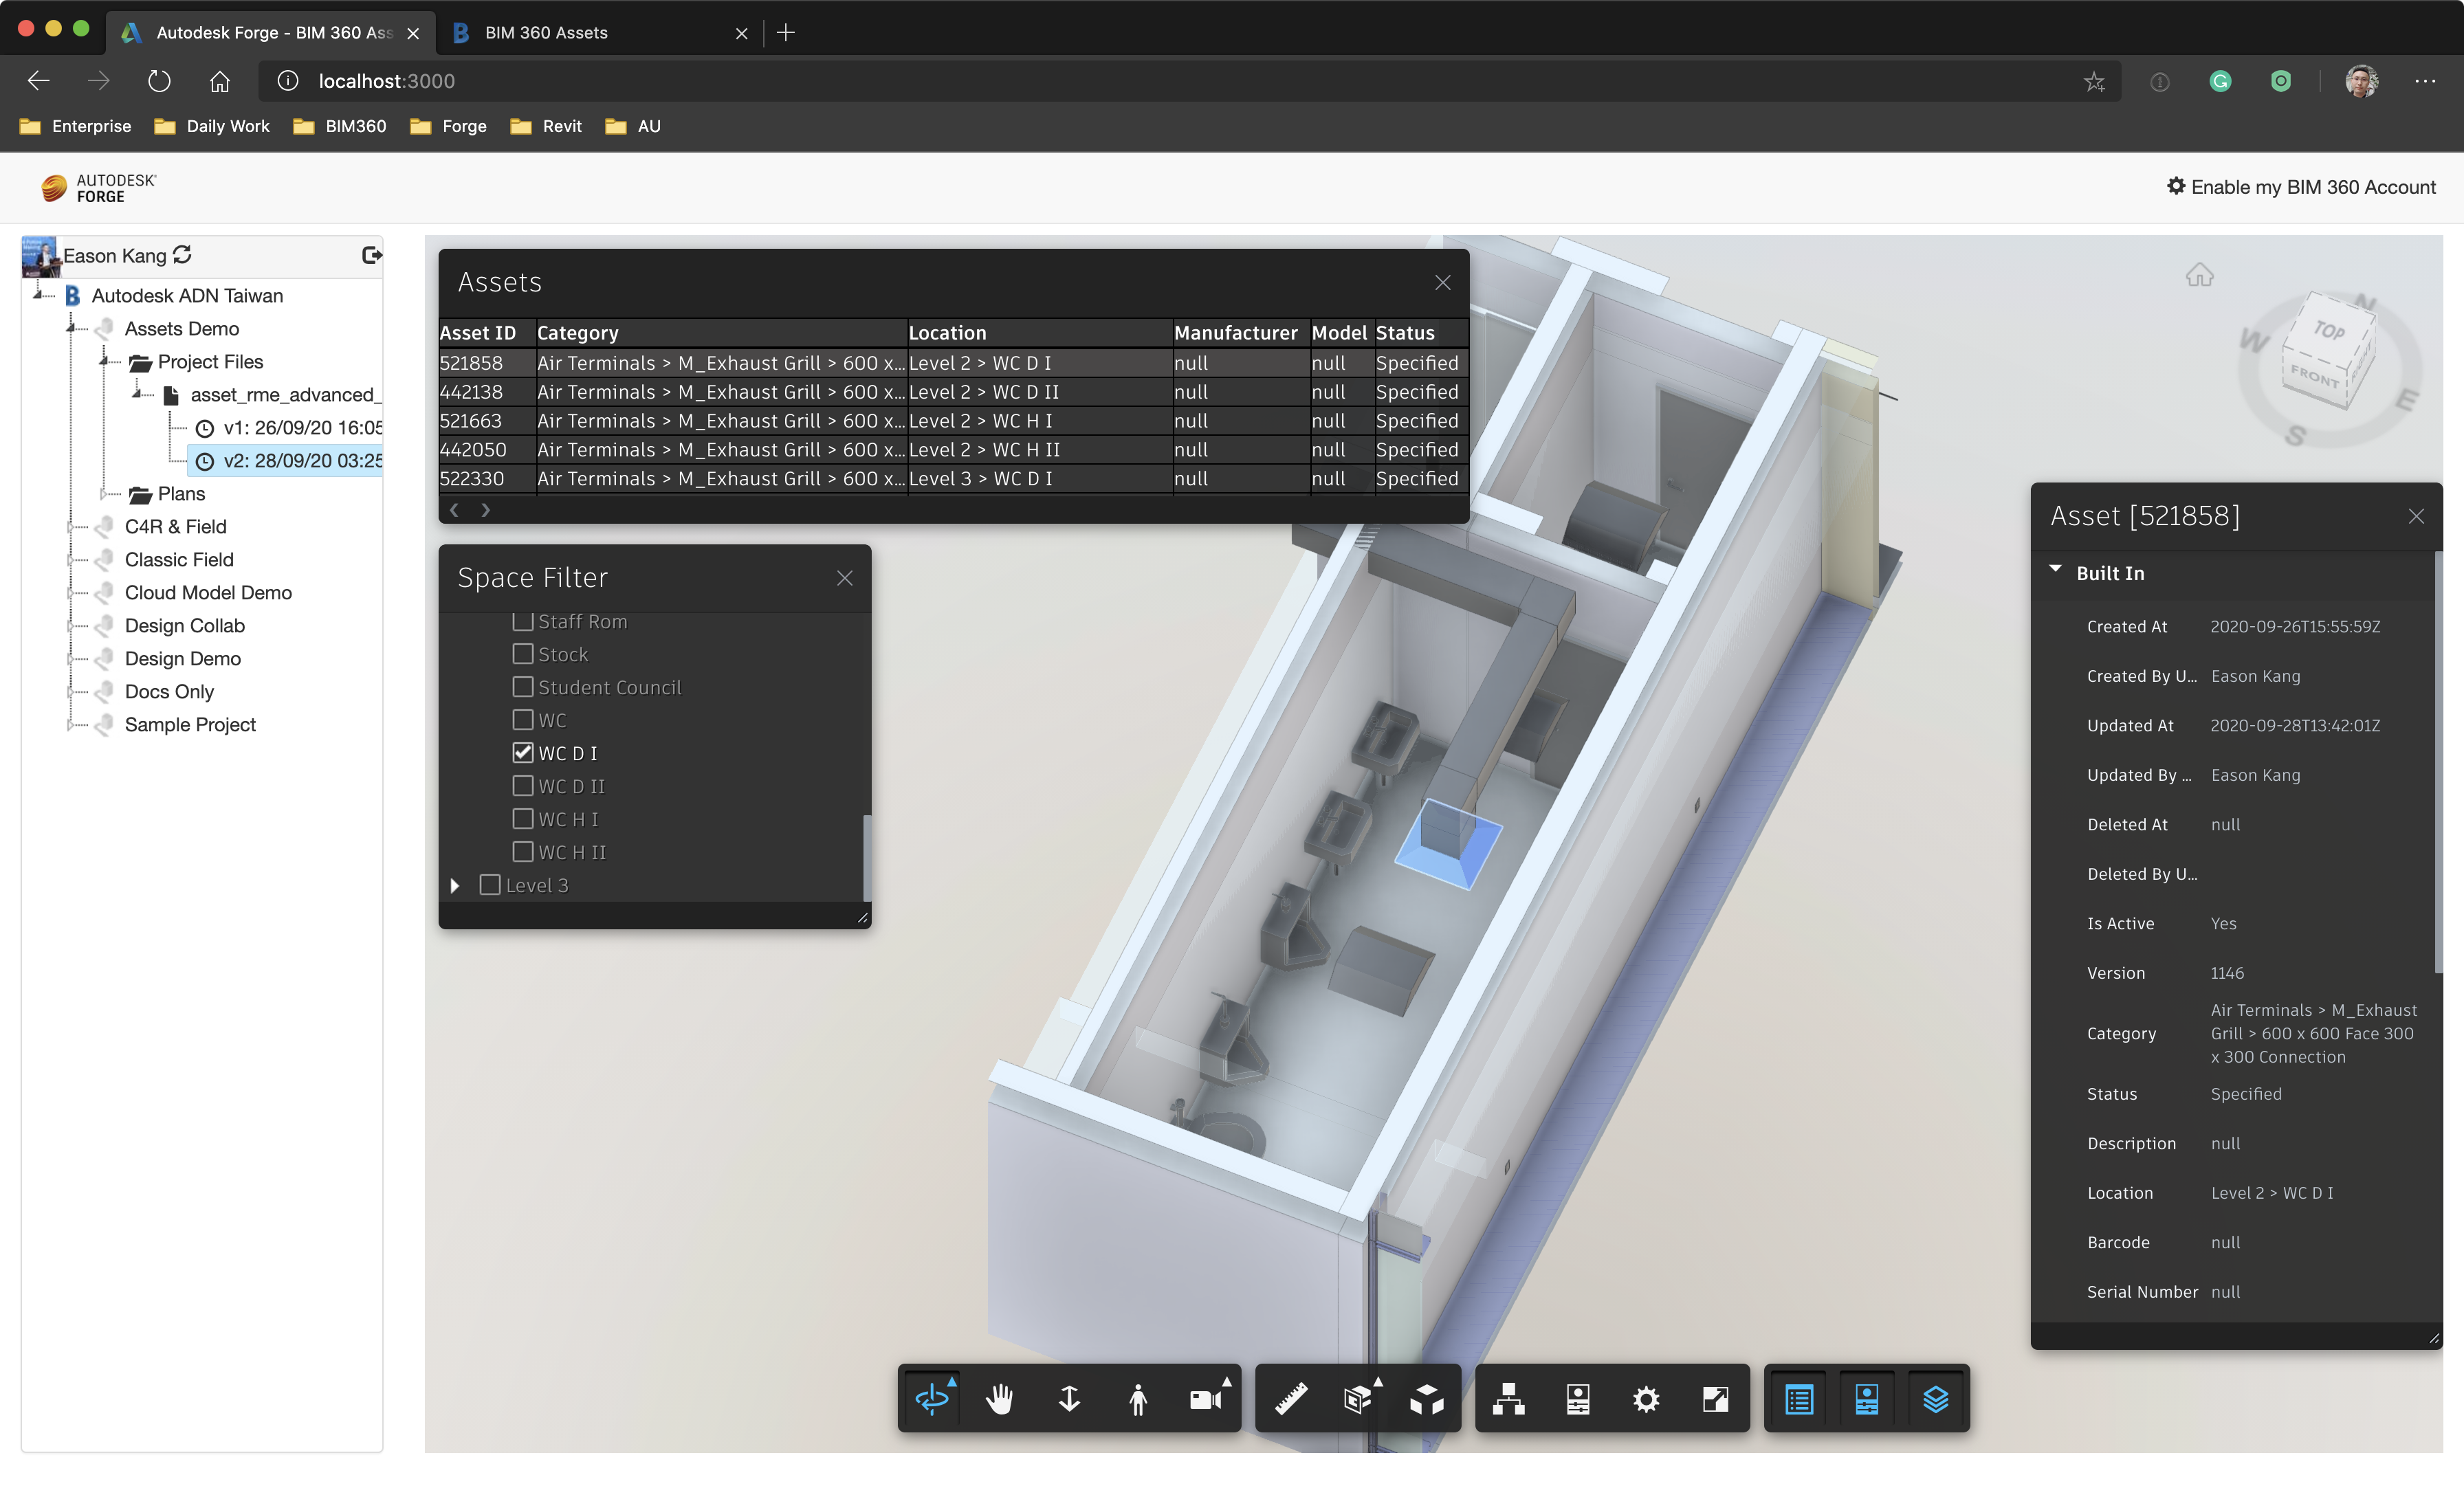 Autodesk Forge - BIM 360 Ass
BIM 360 Assets
localhost:3000
Enterprise
Daily Work
BIM360
Forge
Revit
AU
AUTODESK®
FORGE
Enable my BIM 360 Account
Eason Kang
Autodesk ADN Taiwan
Assets Demo
Project Files
asset_rme_advanced_
v1: 26/09/20 16:05
v2: 28/09/20 03:25
Plans
C4R & Field
Classic Field
Cloud Model Demo
Design Collab
Design Demo
Docs Only
Sample Project
Assets
Asset ID Category Location Manufacturer Model Status
521858 Air Terminals > M_Exhaust Grill > 600 x... Level 2 > WC D I null null Specified
442138 Air Terminals > M_Exhaust Grill > 600 x... Level 2 > WC D II null null Specified
521663 Air Terminals > M_Exhaust Grill > 600 x... Level 2 > WC H I null null Specified
442050 Air Terminals > M_Exhaust Grill > 600 x... Level 2 > WC H II null null Specified
522330 Air Terminals > M_Exhaust Grill > 600 x... Level 3 > WC D I null null Specified
Space Filter
Staff Rom
Stock
Student Council
WC
WC D I
WC D II
WC H I
WC H II
Level 3
TOP
FRONT
N
W
E
S
Asset [521858]
Built In
Created At 2020-09-26T15:55:59Z
Created By U... Eason Kang
Updated At 2020-09-28T13:42:01Z
Updated By ... Eason Kang
Deleted At null
Deleted By U...
Is Active Yes
Version 1146
Category Air Terminals > M_Exhaust
Grill > 600 x 600 Face 300
x 300 Connection
Status Specified
Description null
Location Level 2 > WC D I
Barcode null
Serial Number null